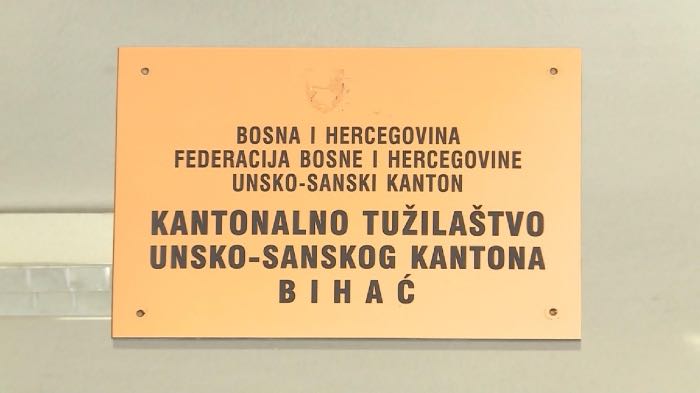 BOSNA I HERCEGOVINA
FEDERACIJA BOSNE I HERCEGOVINE
UNSKO-SANSKI KANTON
KANTONALNO TUŽILAŠTVO
UNSKO-SANSKOG KANTONA
BIHAĆ